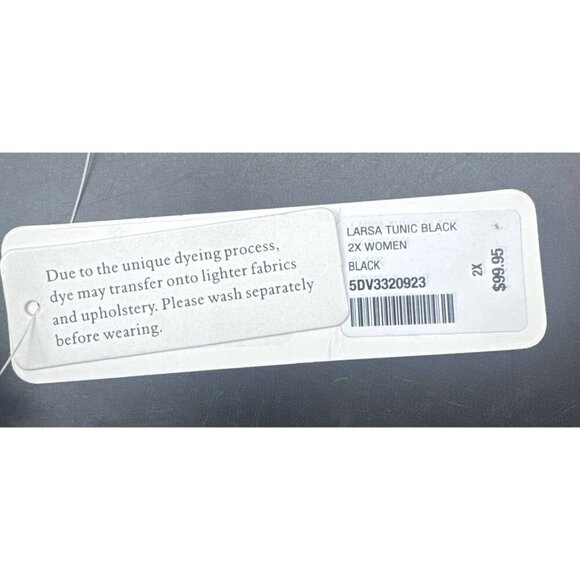 Due to the unique dyeing process,
dye may transfer onto lighter fabrics
and upholstery. Please wash separately
before wearing.
LARSA TUNIC BLACK
2X WOMEN
BLACK
5DV3320923
2X
$99.95